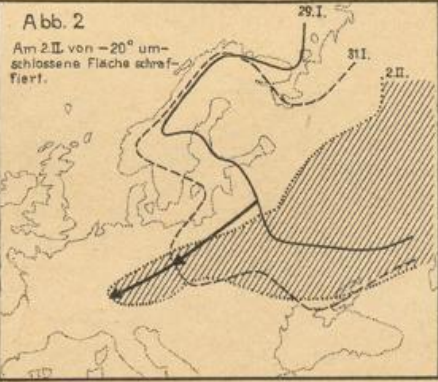 Abb. 2
Am 2.II. von -20° um-
schlossene Fläche schraf-
fiert.
29.I.
31.I.
2.II.